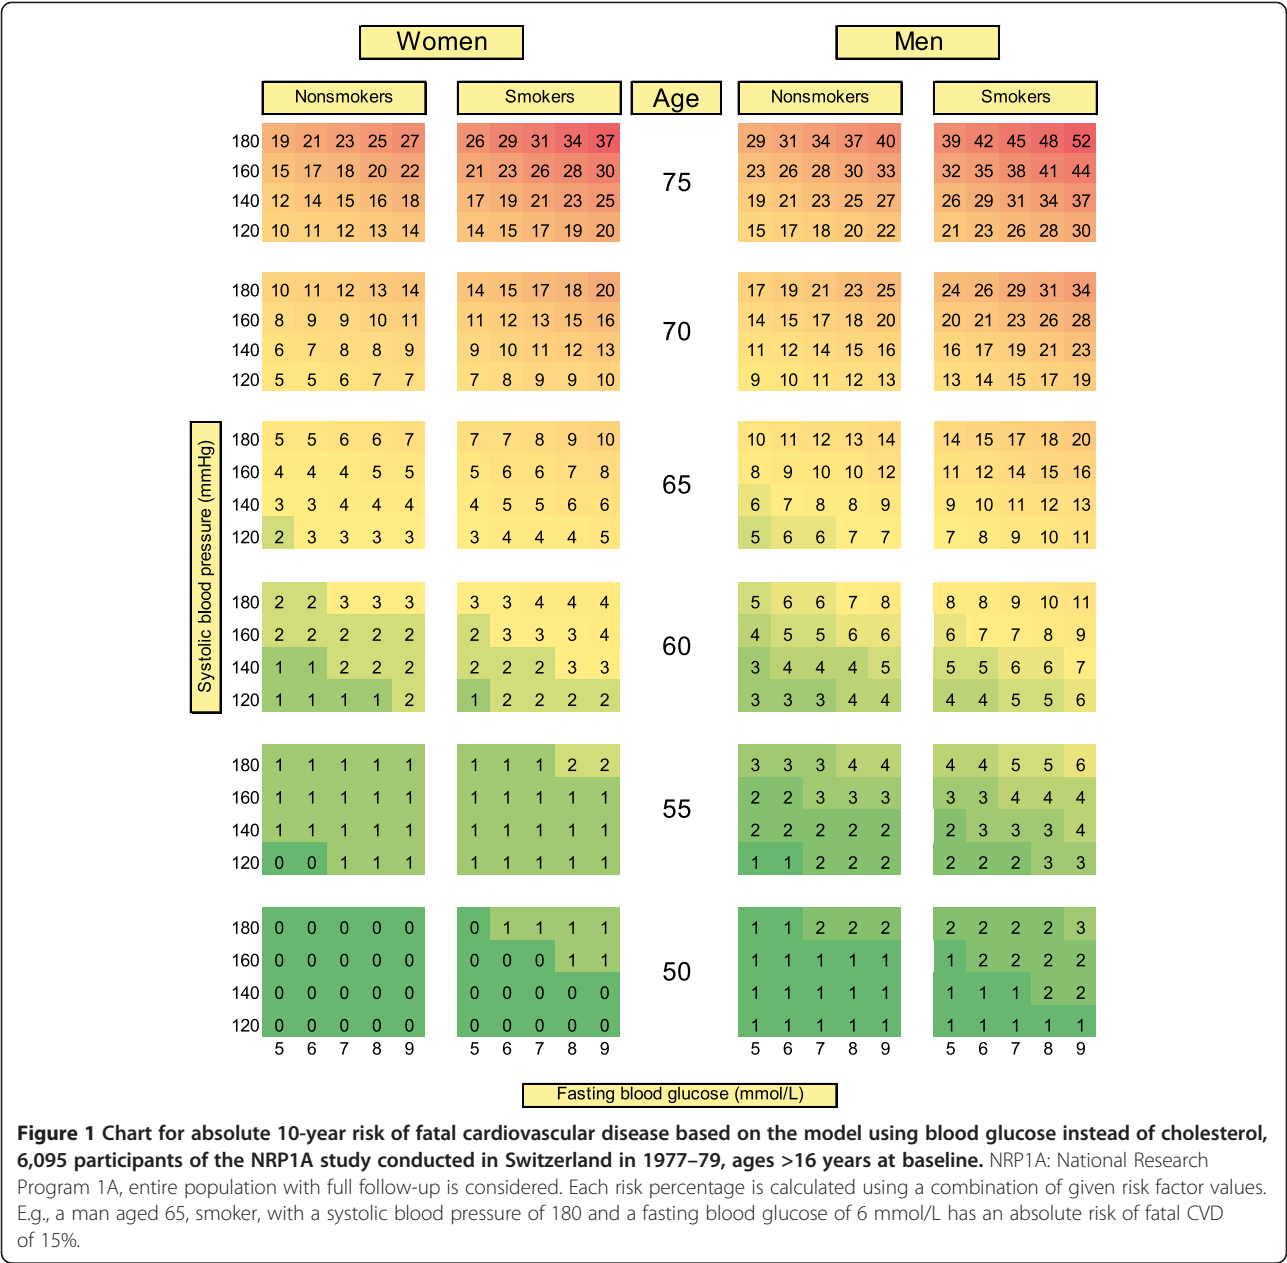 Women Men
Nonsmokers Smokers Age Nonsmokers Smokers
180 19 21 23 25 27 26 29 31 34 37 29 31 34 37 40 39 42 45 48 52
160 15 17 18 20 22 21 23 26 28 30 23 26 28 30 33 32 35 38 41 44
75
140 12 14 15 16 18 17 19 21 23 25 19 21 23 25 27 26 29 31 34 37
120 10 11 12 13 14 14 15 17 19 20 15 17 18 20 22 21 23 26 28 30
180 10 11 12 13 14 14 15 17 18 20 17 19 21 23 25 24 26 29 31 34
160 8 9 9 10 11 11 12 13 15 16 14 15 17 18 20 20 21 23 26 28
70
140 6 7 8 8 9 9 10 11 12 13 11 12 14 15 16 16 17 19 21 23
120 5 5 6 7 7 7 8 9 9 10 9 10 11 12 13 13 14 15 17 19
Systolic blood pressure (mmHg)
180 5 5 6 6 7 7 7 8 9 10 10 11 12 13 14 14 15 17 18 20
160 4 4 4 5 5 5 6 6 7 8 8 9 10 10 12 11 12 14 15 16
65
140 3 3 4 4 4 4 5 5 6 6 6 7 8 8 9 9 10 11 12 13
120 2 3 3 3 3 3 4 4 4 5 5 6 6 7 7 7 8 9 10 11
180 2 2 3 3 3 3 3 4 4 4 5 6 6 7 8 8 8 9 10 11
160 2 2 2 2 2 2 3 3 3 4 4 5 5 6 6 6 7 7 8 9
60
140 1 1 2 2 2 2 2 2 3 3 3 4 4 4 5 5 5 6 6 7
120 1 1 1 1 2 1 2 2 2 2 3 3 3 4 4 4 4 5 5 6
180 1 1 1 1 1 1 1 1 2 2 3 3 3 4 4 4 4 5 5 6
160 1 1 1 1 1 1 1 1 1 1 2 2 3 3 3 3 3 4 4 4
55
140 1 1 1 1 1 1 1 1 1 1 2 2 2 2 2 2 3 3 3 4
120 0 0 1 1 1 1 1 1 1 1 1 1 2 2 2 2 2 2 3 3
180 0 0 0 0 0 0 1 1 1 1 1 1 2 2 2 2 2 2 2 3
160 0 0 0 0 0 0 0 0 1 1 1 1 1 1 1 1 2 2 2 2
50
140 0 0 0 0 0 0 0 0 0 0 1 1 1 1 1 1 1 1 2 2
120 0 0 0 0 0 0 0 0 0 0 1 1 1 1 1 1 1 1 1 1
5 6 7 8 9 5 6 7 8 9 5 6 7 8 9 5 6 7 8 9
Fasting blood glucose (mmol/L)
Figure 1 Chart for absolute 10-year risk of fatal cardiovascular disease based on the model using blood glucose instead of cholesterol,
6,095 participants of the NRP1A study conducted in Switzerland in 1977–79, ages >16 years at baseline. NRP1A: National Research
Program 1A, entire population with full follow-up is considered. Each risk percentage is calculated using a combination of given risk factor values.
E.g., a man aged 65, smoker, with a systolic blood pressure of 180 and a fasting blood glucose of 6 mmol/L has an absolute risk of fatal CVD
of 15%.